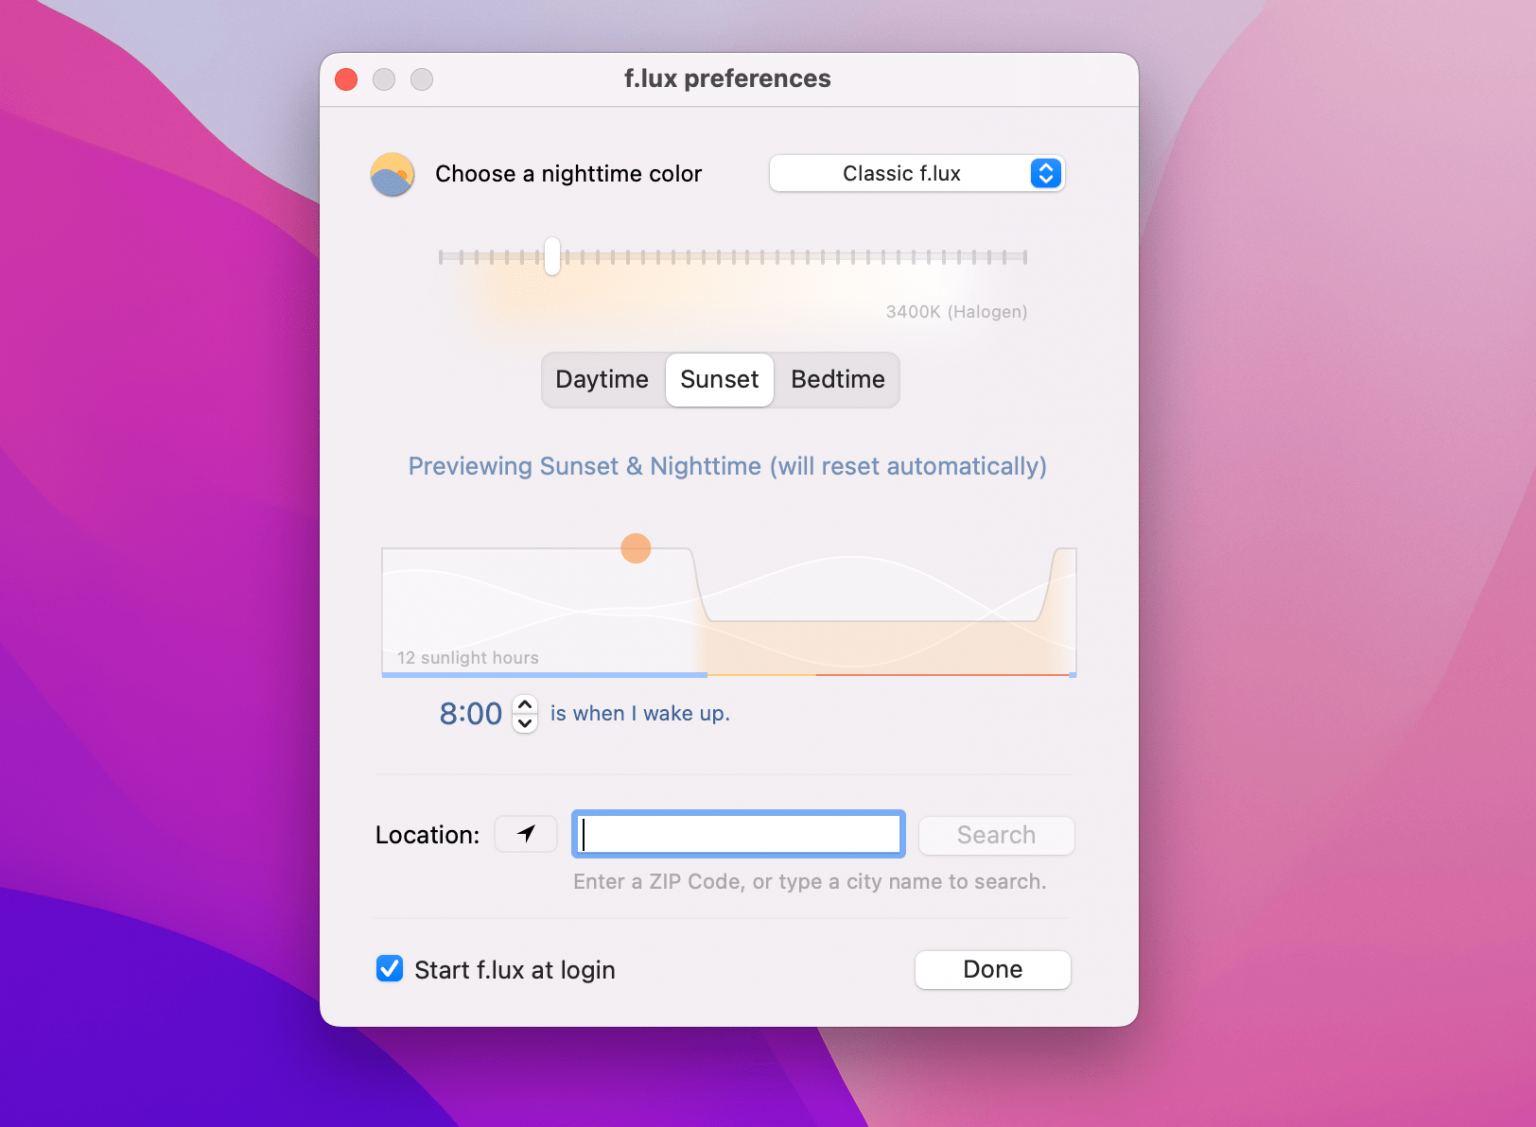 f.lux preferences
Choose a nighttime color
Classic f.lux
3400K (Halogen)
Daytime
Sunset
Bedtime
Previewing Sunset & Nighttime (will reset automatically)
12 sunlight hours
8:00
is when I wake up.
Location:
Search
Enter a ZIP Code, or type a city name to search.
Start f.lux at login
Done